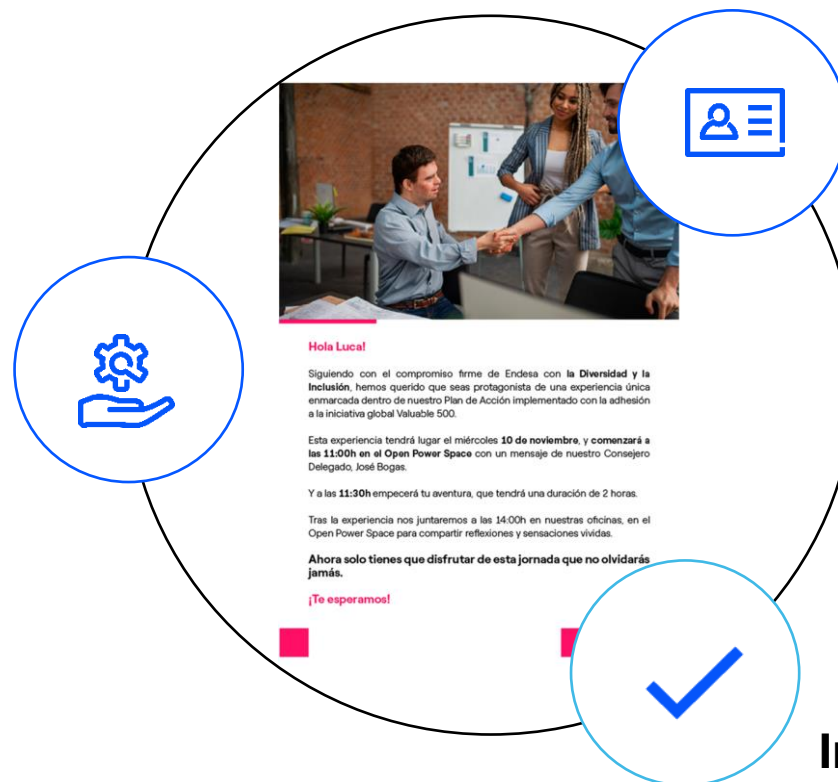 Hola Luca!
Siguiendo con el compromiso firme de Endesa con la Diversidad y la
Inclusión, hemos querido que seas protagonista de una experiencia única
enmarcada dentro de nuestro Plan de Acción implementado con la adhesión
a la iniciativa global Valuable 500.
Esta experiencia tendrá lugar el miércoles 10 de noviembre, y comenzará a
las 11:00h en el Open Power Space con un mensaje de nuestro Consejero
Delegado, José Bogas.
Y a las 11:30h empecerá tu aventura, que tendrá una duración de 2 horas.
Tras la experiencia nos juntaremos a las 14:00h en nuestras oficinas, en el
Open Power Space para compartir reflexiones y sensaciones vividas.
Ahora solo tienes que disfrutar de esta jornada que no olvidarás
jamás.
¡Te esperamos!